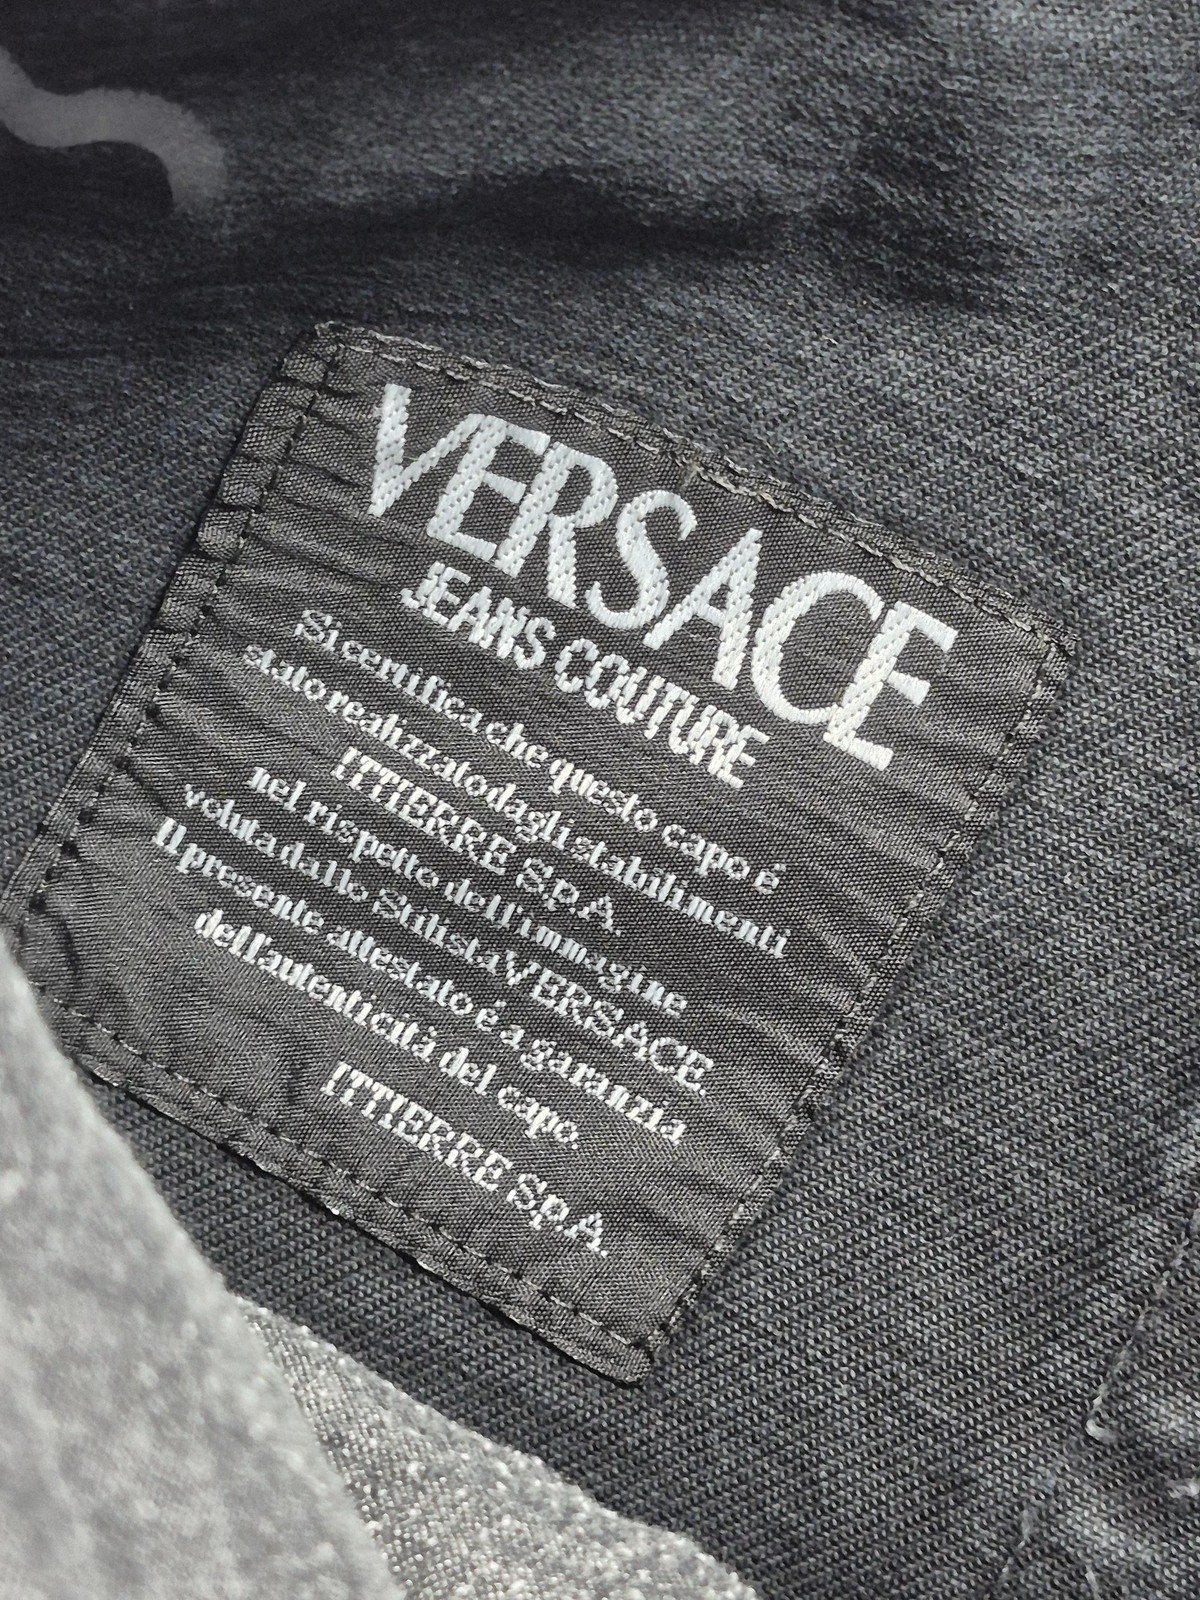 VERSACE
JEANS COUTURE
Si certifica che questo capo é
stato realizzato dagli stabilimenti
ITTIERRE S.p.A.
nel rispetto dell'immagine
voluta dallo Stilista VERSACE.
Il presente attestato é a garanzia
dell'autenticità del capo.
ITTIERRE S.p.A.